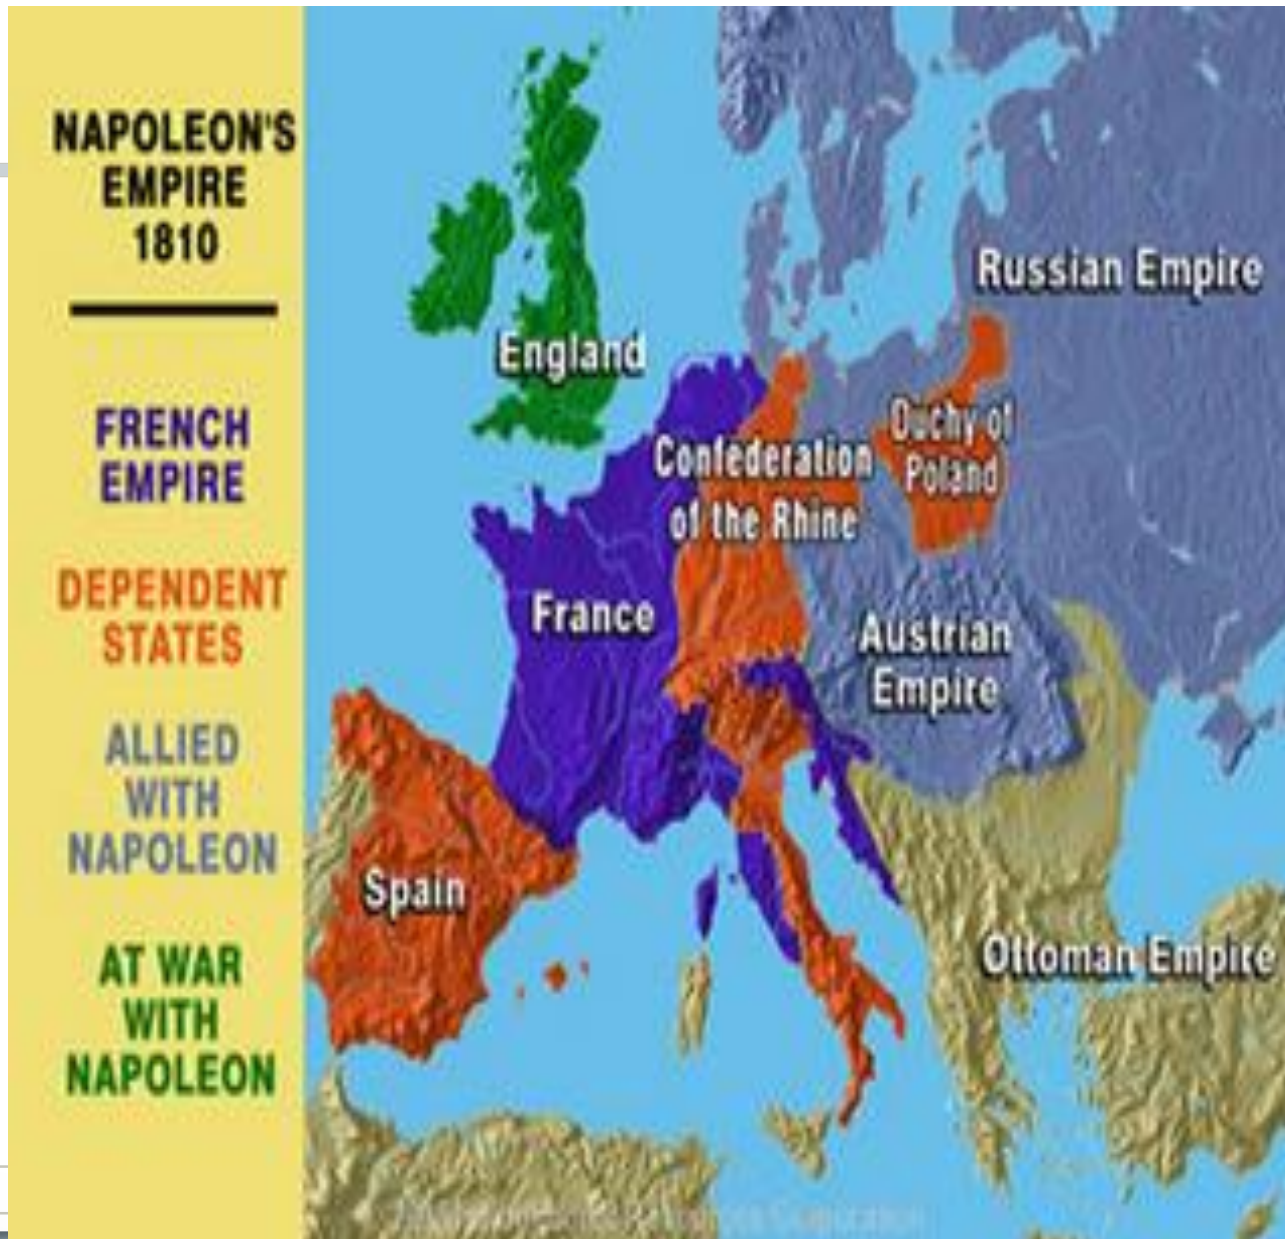 NAPOLEON'S
EMPIRE
1810
FRENCH
EMPIRE
DEPENDENT
STATES
ALLiED
WITH
NAPOLEON
AT WAR
WITH
NAPOLEON
Russian Empire
England
Ouchy of
Poland
Confederation
of the Rhine
France
Austrian
Empire
Spain
Ottoman Empire